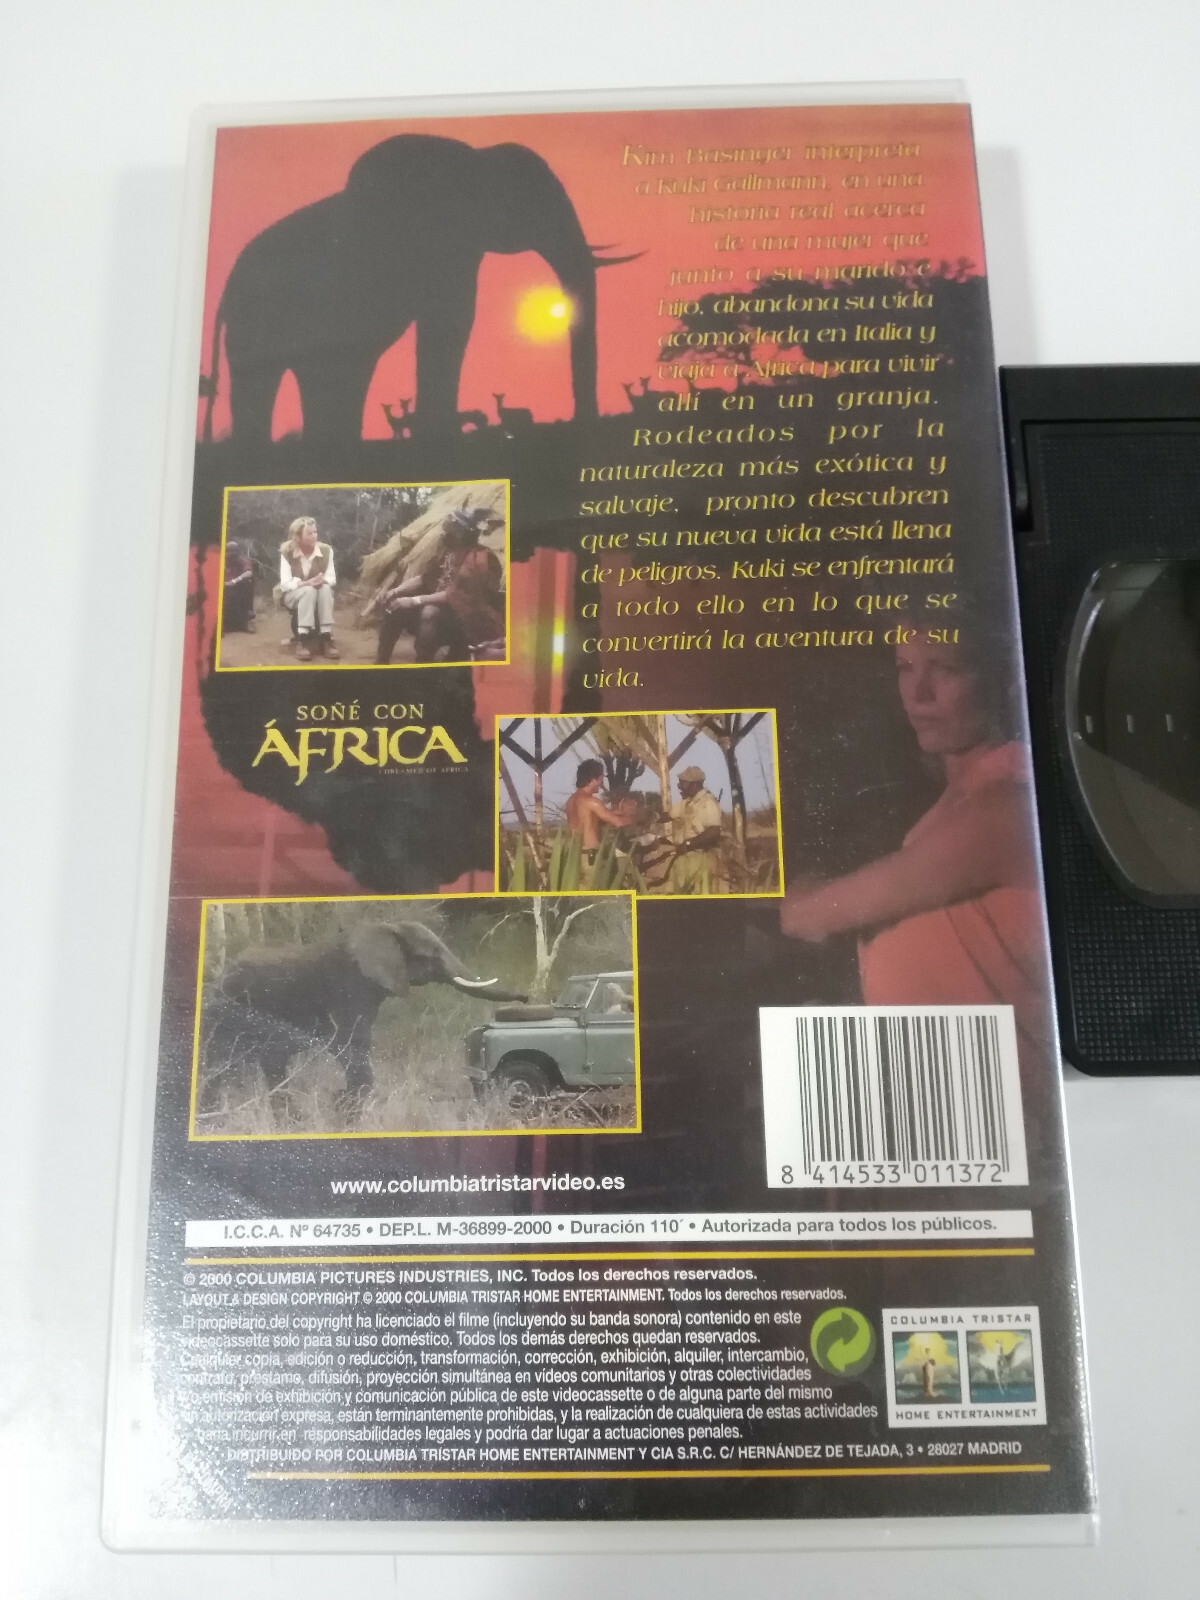 Kim Basinger interpreta
a Kuki Gallmann, en una
historia real acerca
de una mujer que
junto a su marido e
hijo, abandona su vida
acomodada en Italia y
viaja a África para vivir
allí en un granja.
Rodeados por la
naturaleza más exótica y
salvaje, pronto descubren
que su nueva vida está llena
de peligros. Kuki se enfrentará
a todo ello en lo que se
convertirá la aventura de su
vida.
SOÑÉ CON
ÁFRICA
I DREAMED OF AFRICA
8 414533 011372
www.columbiatristarvideo.es
I.C.C.A. Nº 64735 • DEP.L. M-36899-2000 • Duración 110´ • Autorizada para todos los públicos.
© 2000 COLUMBIA PICTURES INDUSTRIES, INC. Todos los derechos reservados.
LAYOUT & DESIGN COPYRIGHT © 2000 COLUMBIA TRISTAR HOME ENTERTAINMENT. Todos los derechos reservados.
El propietario del copyright ha licenciado el filme (incluyendo su banda sonora) contenido en este
videocassette solo para su uso doméstico. Todos los demás derechos quedan reservados.
Cualquier copia, edición o reducción, transformación, corrección, exhibición, alquiler, intercambio,
contrato, préstamo, difusión, proyección simultánea en videos comunitarios y otras colectividades
y/o emisión de exhibición y comunicación pública de este videocassette o de alguna parte del mismo
sin autorización expresa, están terminantemente prohibidas, y la realización de cualquiera de estas actividades
haría incurrir en responsabilidades legales y podría dar lugar a actuaciones penales.
DISTRIBUIDO POR COLUMBIA TRISTAR HOME ENTERTAINMENT Y CIA S.R.C. C/ HERNÁNDEZ DE TEJADA, 3 • 28027 MADRID
COLUMBIA TRISTAR
HOME ENTERTAINMENT